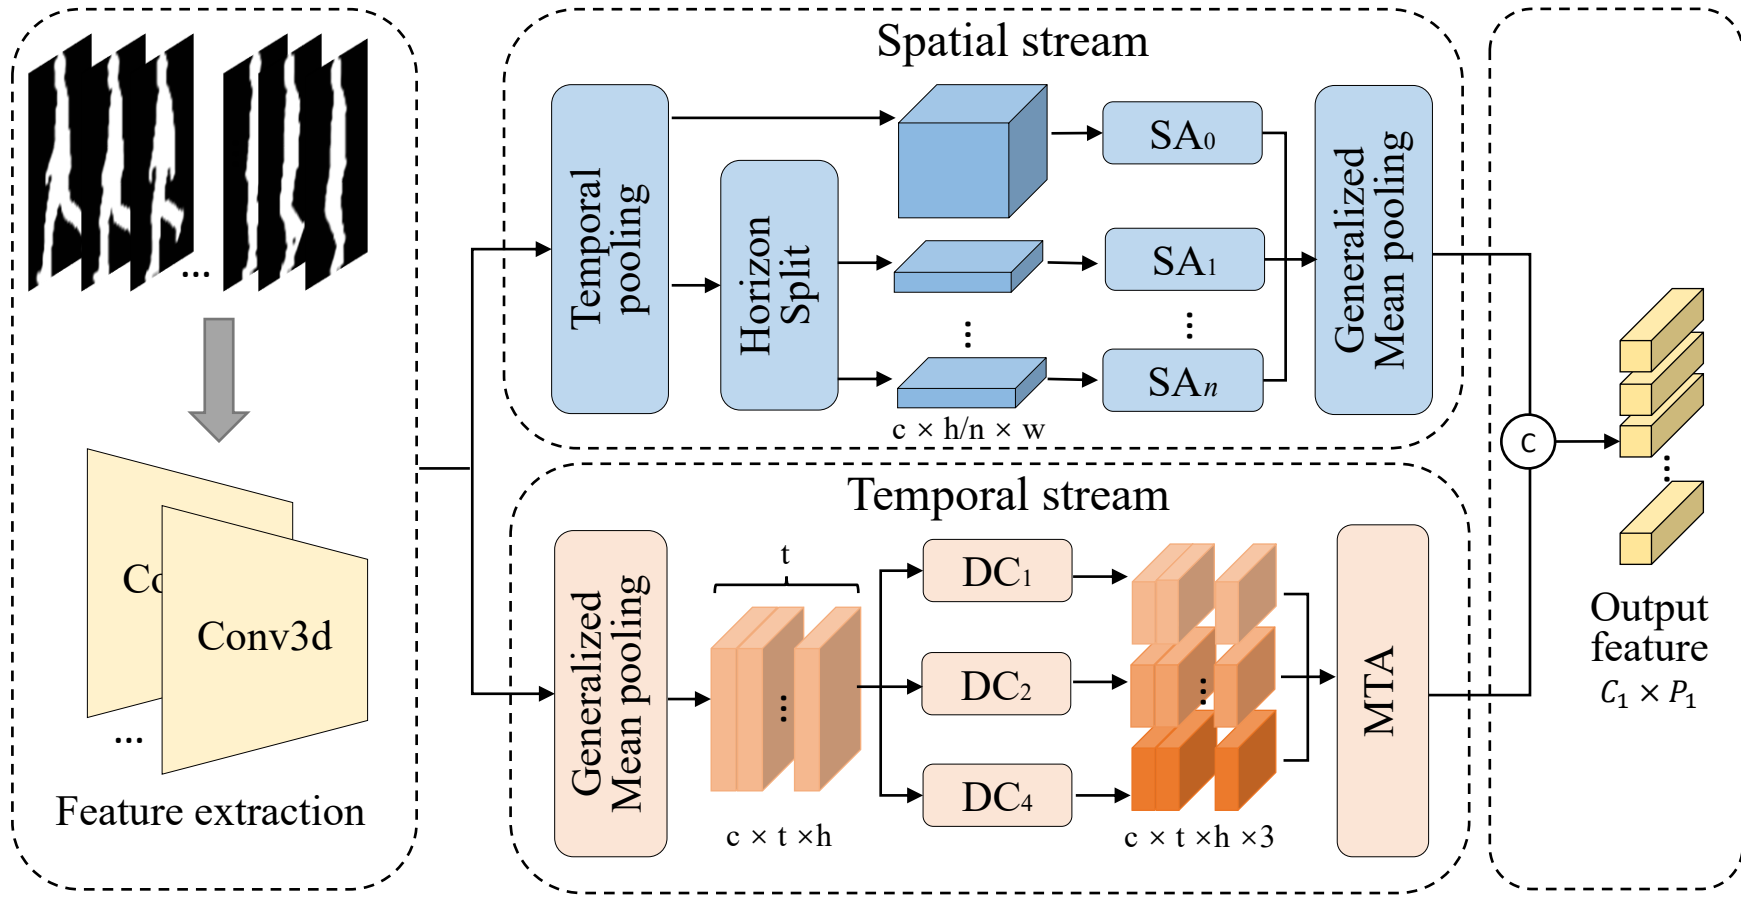 ...
Co
Conv3d
...
Feature extraction
Spatial stream
Temporal
pooling
Horizon
Split
...
c × h/n × w
SA0
SA1
...
SAn
Generalized
Mean pooling
Temporal stream
Generalized
Mean pooling
t
...
c × t ×h
DC1
DC2
DC4
...
c × t ×h ×3
MTA
C
...
Output
feature
C₁ × P₁